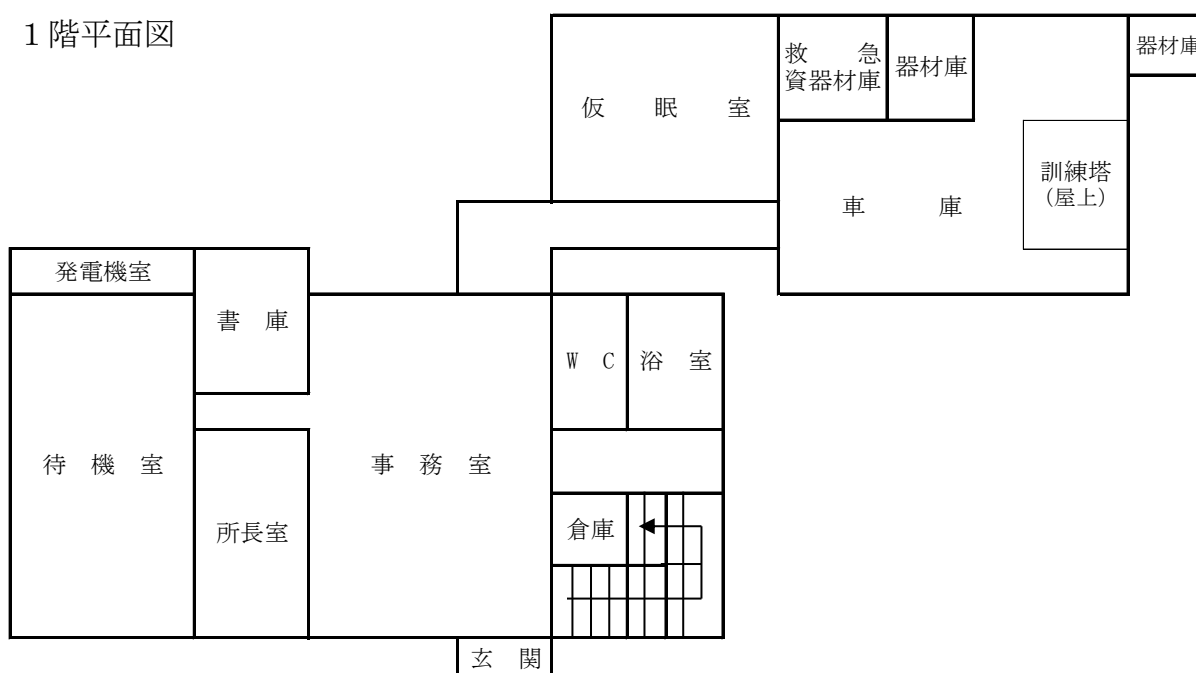 1階平面図
救　　急
資器材庫
器材庫
器材庫
仮　眠　室
訓練塔
(屋上)
車　　庫
発電機室
書　庫
Ｗ　Ｃ
浴　室
待　機　室
事　務　室
所長室
倉庫
玄　関